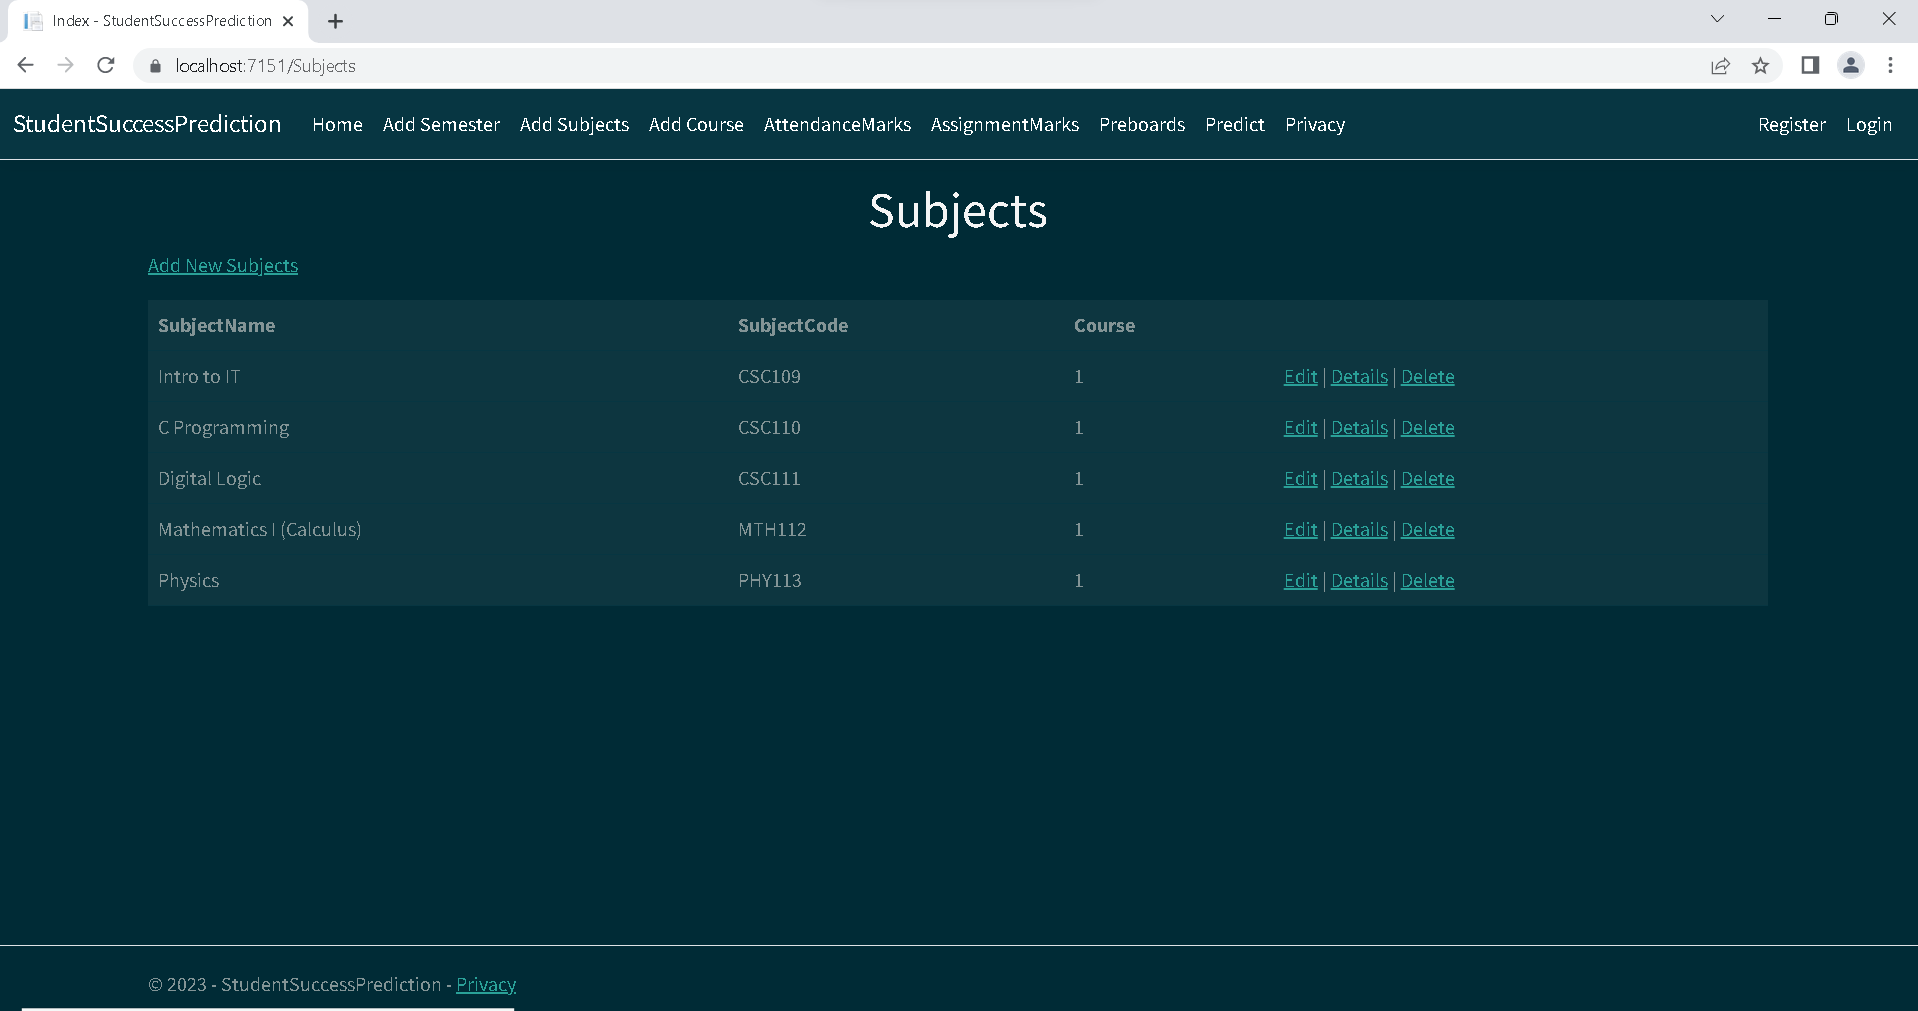 Index - StudentSuccessPrediction
localhost:7151/Subjects
StudentSuccessPrediction Home Add Semester Add Subjects Add Course AttendanceMarks AssignmentMarks Preboards Predict Privacy Register Login
Subjects
Add New Subjects
SubjectName SubjectCode Course
Intro to IT CSC109 1 Edit | Details | Delete
C Programming CSC110 1 Edit | Details | Delete
Digital Logic CSC111 1 Edit | Details | Delete
Mathematics I (Calculus) MTH112 1 Edit | Details | Delete
Physics PHY113 1 Edit | Details | Delete
© 2023 - StudentSuccessPrediction - Privacy